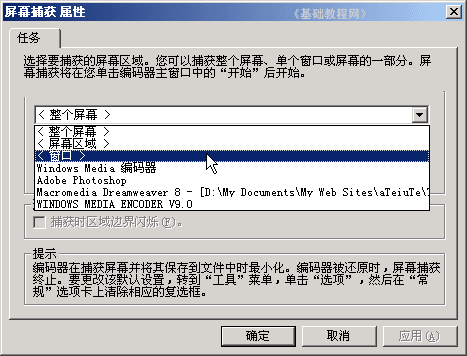 屏幕捕获 属性
《基础教程网》
任务
选择要捕获的屏幕区域。您可以捕获整个屏幕、单个窗口或屏幕的一部分。屏
幕捕获将在您单击编码器主窗口中的“开始”后开始。
< 整个屏幕 >
< 整个屏幕 >
< 屏幕区域 >
< 窗口 >
Windows Media 编码器
Adobe Photoshop
Macromedia Dreamweaver 8 - [D:\My Documents\My Web Sites\aTeiuTe\
WINDOWS MEDIA ENCODER V9.0
捕获时区域边界闪烁(F)。
提示
编码器在捕获屏幕并将其保存到文件中时最小化。编码器被还原时，屏幕捕获
终止。要更改该默认设置，转到“工具”菜单，单击“选项”，然后在“常
规”选项卡上清除相应的复选框。
确定
取消
应用(A)